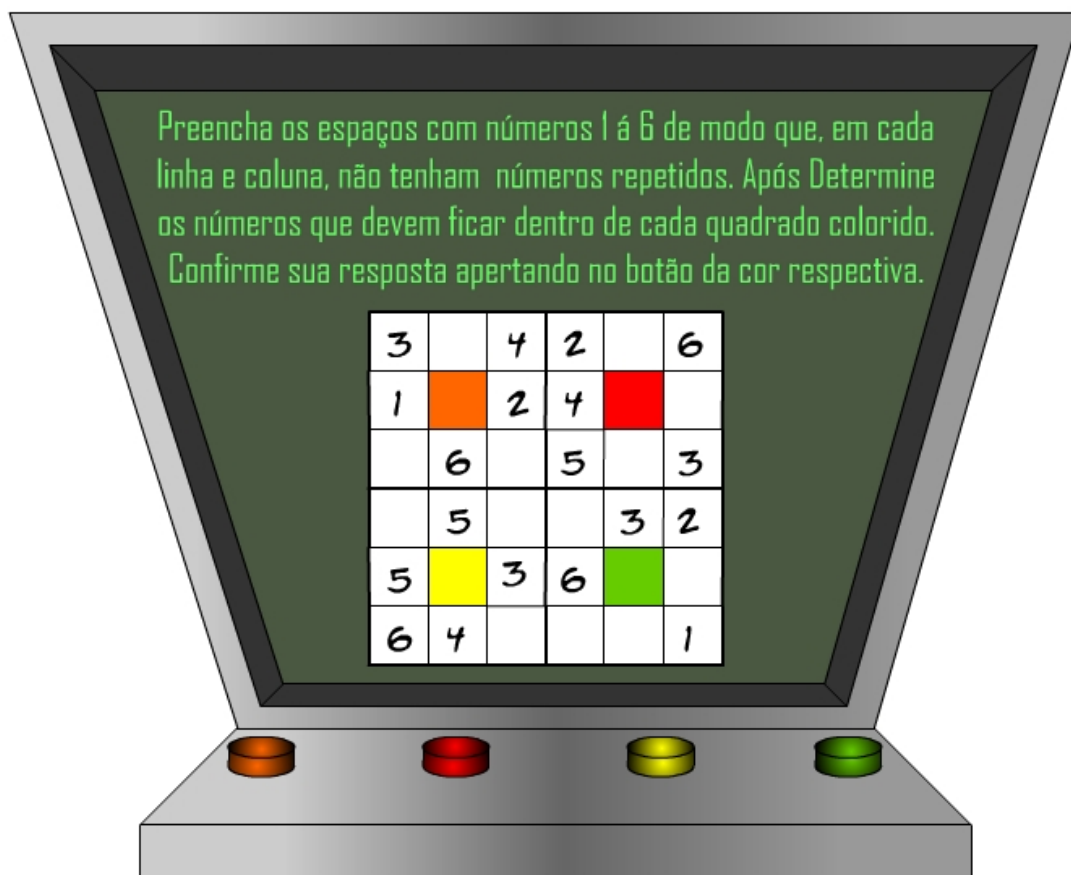 Preencha os espaços com números 1 á 6 de modo que, em cada
linha e coluna, não tenham números repetidos. Após Determine
os números que devem ficar dentro de cada quadrado colorido.
Confirme sua resposta apertando no botão da cor respectiva.
3 4 2 6
1 2 4
6 5 3
5 3 2
5 3 6
6 4 1